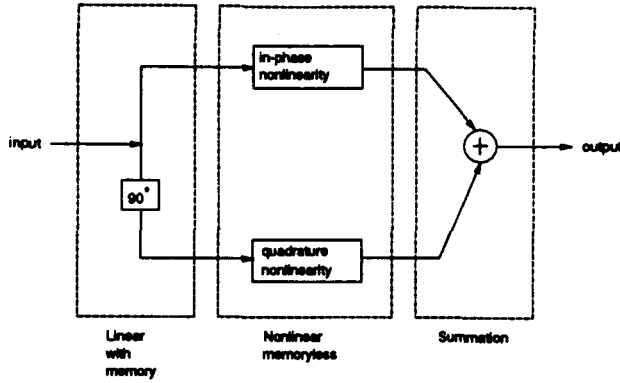 in-phase
nonlinearity
input
+
output
90°
quadrature
nonlinearity
Linear
with
memory
Nonlinear
memoryless
Summation